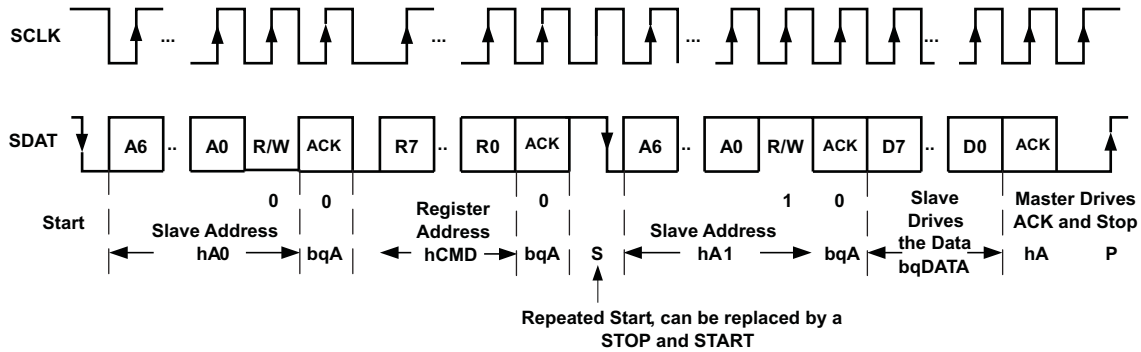 SCLK ... ... ... ...
SDAT A6 .. A0 R/W ACK R7 .. R0 ACK A6 .. A0 R/W ACK D7 .. D0 ACK
0 0 0 1 0
Start Slave Address hA0 bqA Register Address hCMD bqA S Slave Address hA1 bqA Slave Drives the Data bqDATA Master Drives ACK and Stop hA P
Repeated Start, can be replaced by a
STOP and START